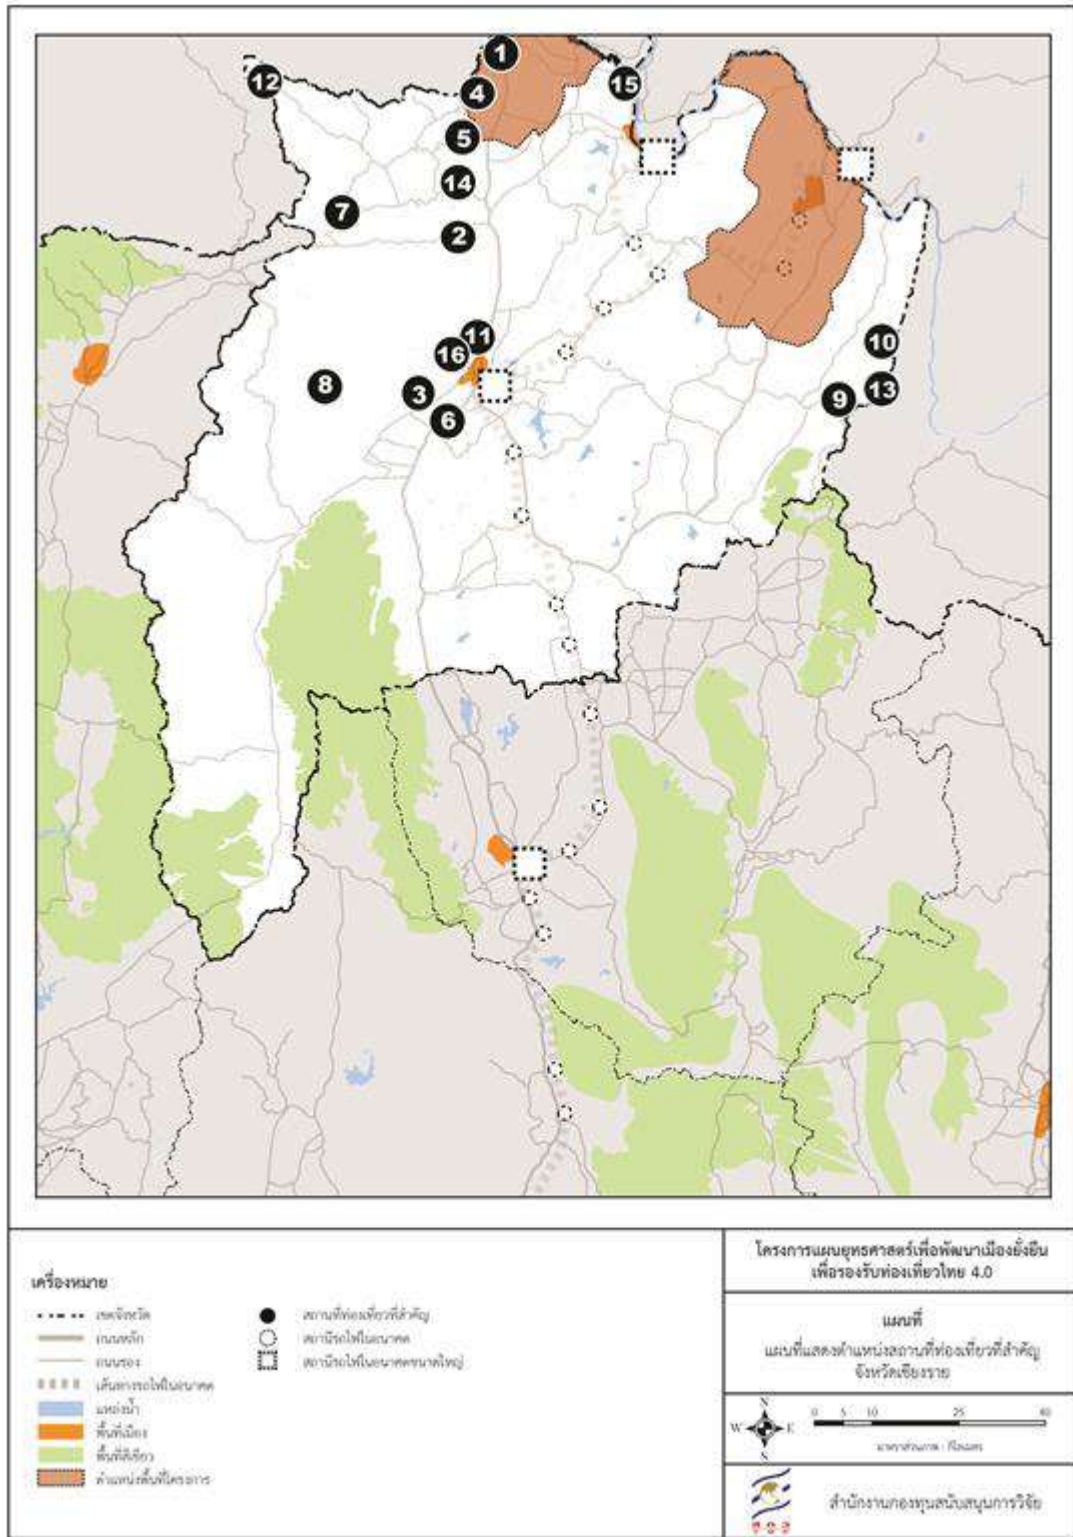 1
12
4
15
5
14
7
2
11
10
16
8
3
13
9
6
เครื่องหมาย
เขตจังหวัด
ถนนหลัก
ถนนรอง
เส้นทางรถไฟในอนาคต
แหล่งน้ำ
พื้นที่เมือง
พื้นที่สีเขียว
ตำแหน่งพื้นที่โครงการ
สถานที่ท่องเที่ยวที่สำคัญ
สถานีรถไฟในอนาคต
สถานีรถไฟในอนาคตขนาดใหญ่
โครงการแผนยุทธศาสตร์เพื่อพัฒนาเมืองยั่งยืน
เพื่อรองรับท่องเที่ยวไทย 4.0
แผนที่
แผนที่แสดงตำแหน่งสถานที่ท่องเที่ยวที่สำคัญ
จังหวัดเชียงราย
N
W E
S
0 5 10 25 40
มาตราส่วนภาพ : กิโลเมตร
สำนักงานกองทุนสนับสนุนการวิจัย